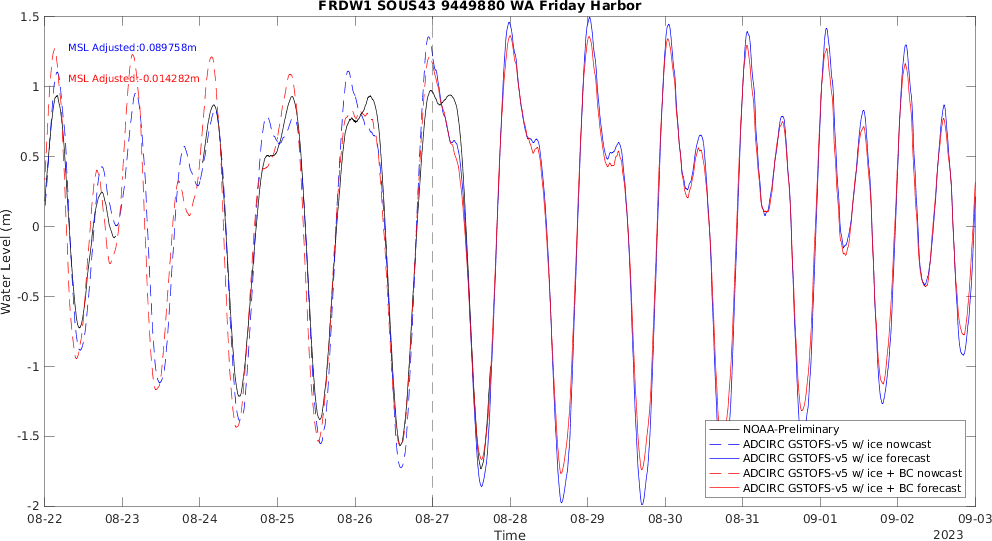 FRDW1 SOUS43 9449880 WA Friday Harbor
MSL Adjusted:0.089758m
MSL Adjusted:-0.014282m
Water Level (m)
1.5
1
0.5
0
-0.5
-1
-1.5
-2
08-22 08-23 08-24 08-25 08-26 08-27 08-28 08-29 08-30 08-31 09-01 09-02 09-03
Time
2023
NOAA-Preliminary
ADCIRC GSTOFS-v5 w/ ice nowcast
ADCIRC GSTOFS-v5 w/ ice forecast
ADCIRC GSTOFS-v5 w/ ice + BC nowcast
ADCIRC GSTOFS-v5 w/ ice + BC forecast